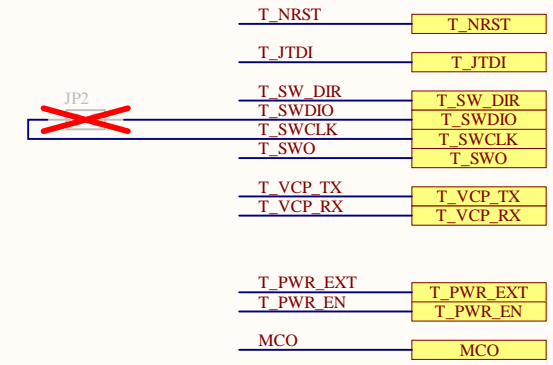 T_NRST T_NRST
T_JTDI T_JTDI
JP2
T_SW_DIR T_SW_DIR
T_SWDIO T_SWDIO
T_SWCLK T_SWCLK
T_SWO T_SWO
T_VCP_TX T_VCP_TX
T_VCP_RX T_VCP_RX
T_PWR_EXT T_PWR_EXT
T_PWR_EN T_PWR_EN
MCO MCO